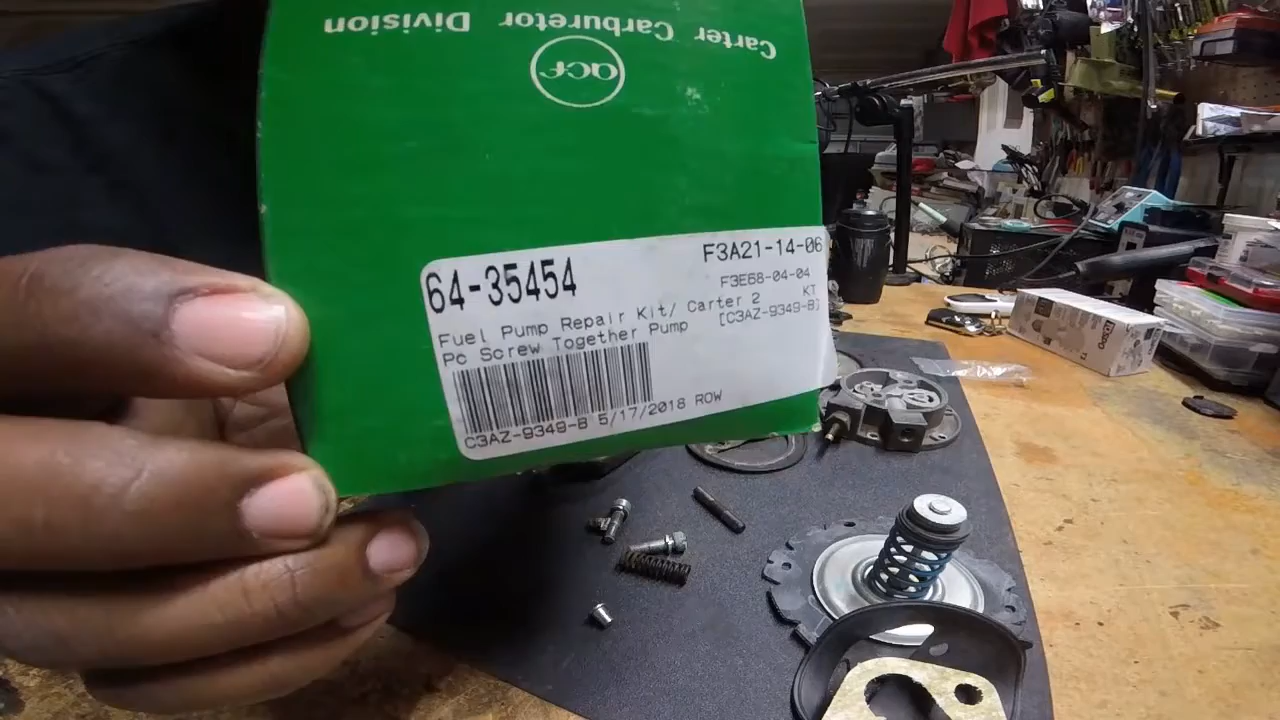 Carter Carburetor Division
acf
64-35454
F3A21-14-06
F3E68-04-04
Fuel Pump Repair Kit/ Carter 2 KT
Pc Screw Together Pump [C3AZ-9349-B]
C3AZ-9349-B 5/17/2018 ROW